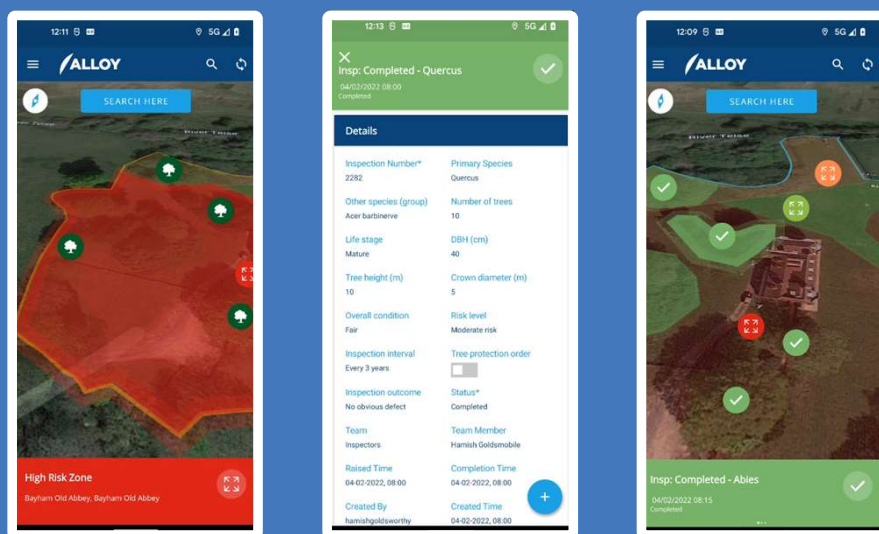 12:11
5G
ALLOY
SEARCH HERE
River Teise
High Risk Zone
Bayham Old Abbey, Bayham Old Abbey
12:13
5G
Insp: Completed - Quercus
04/02/2022 08:00
Completed
Details
Inspection Number* Primary Species
2282 Quercus
Other species (group) Number of trees
Acer barbinerve 10
Life stage DBH (cm)
Mature 40
Tree height (m) Crown diameter (m)
10 5
Overall condition Risk level
Fair Moderate risk
Inspection interval Tree protection order
Every 3 years
Inspection outcome Status*
No obvious defect Completed
Team Team Member
Inspectors Hamish Goldsmobile
Raised Time Completion Time
04-02-2022, 08:00 04-02-2022, 08:00
Created By Created Time
hamishgoldsworthy 04-02-2022, 08:00
12:09
5G
ALLOY
SEARCH HERE
River Teise
Insp: Completed - Abies
04/02/2022 08:15
Completed